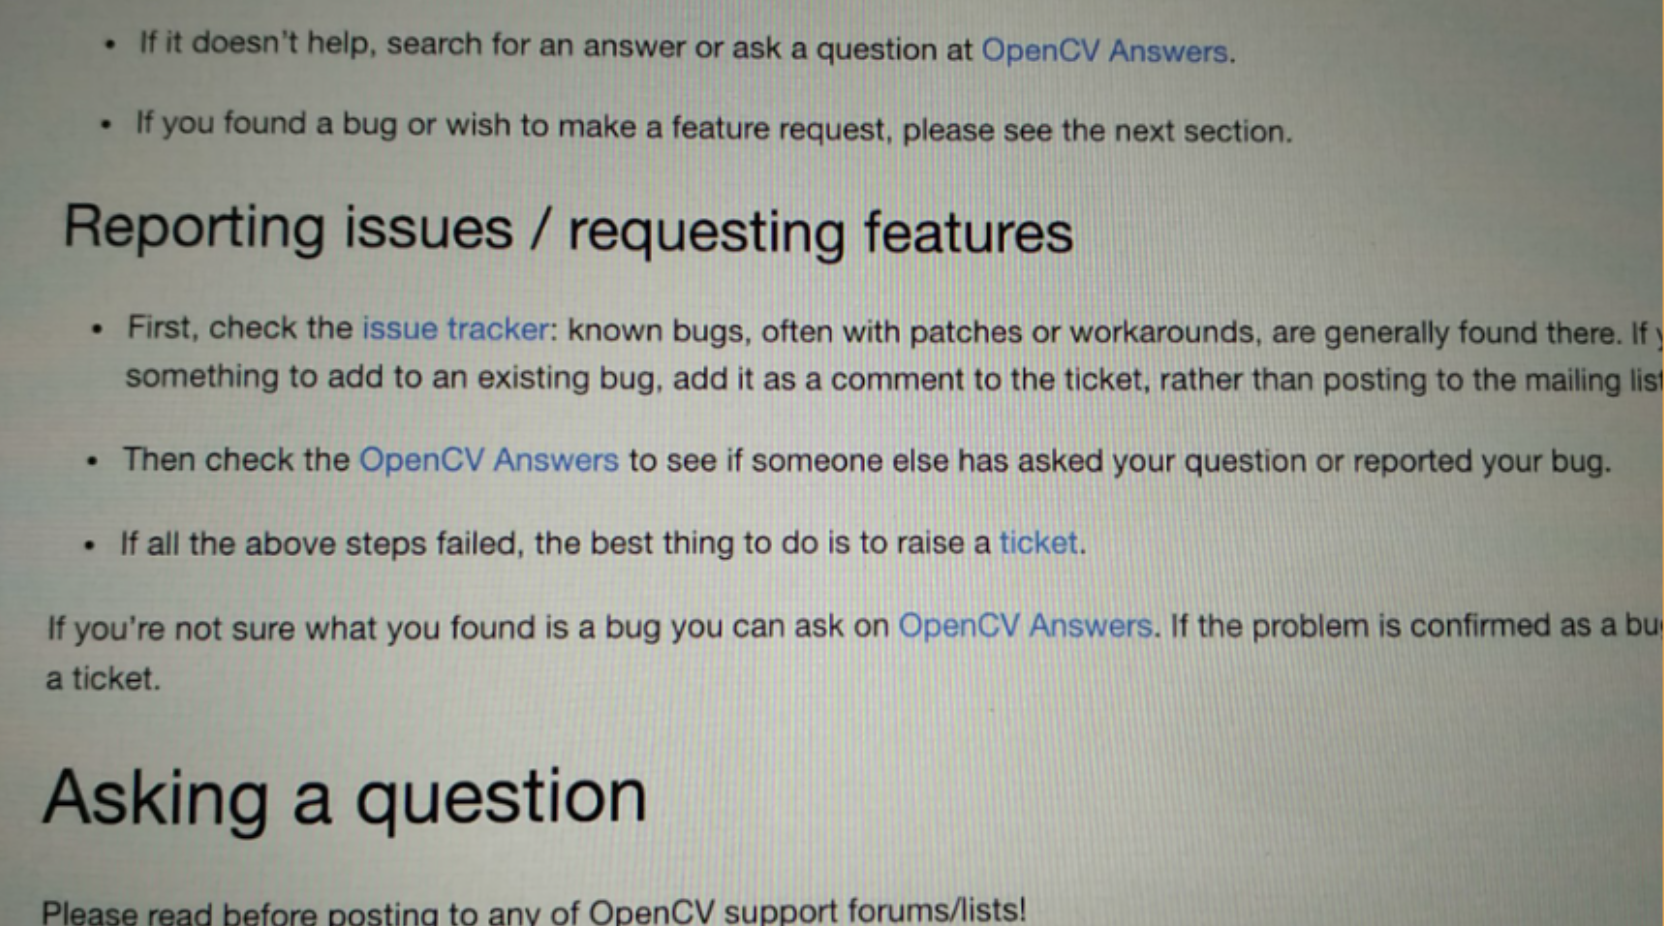 • If it doesn't help, search for an answer or ask a question at OpenCV Answers.
• If you found a bug or wish to make a feature request, please see the next section.
Reporting issues / requesting features
• First, check the issue tracker: known bugs, often with patches or workarounds, are generally found there. If
something to add to an existing bug, add it as a comment to the ticket, rather than posting to the mailing list
• Then check the OpenCV Answers to see if someone else has asked your question or reported your bug.
• If all the above steps failed, the best thing to do is to raise a ticket.
If you're not sure what you found is a bug you can ask on OpenCV Answers. If the problem is confirmed as a
a ticket.
Asking a question
Please read before posting to any of OpenCV support forums/lists!